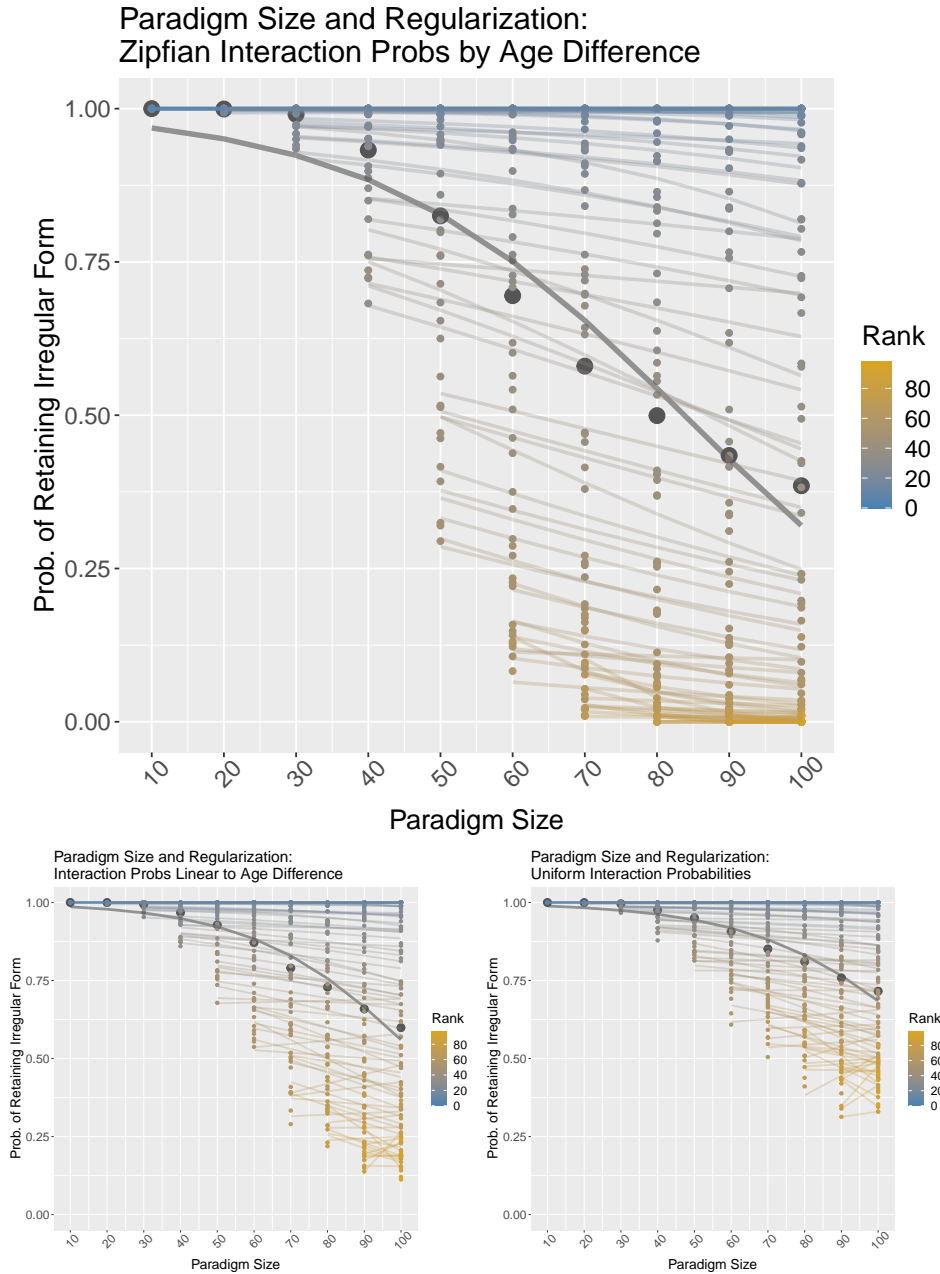 Paradigm Size and Regularization:
Zipfian Interaction Probs by Age Difference
Prob. of Retaining Irregular Form
1.00
0.75
0.50
0.25
0.00
10 20 30 40 50 60 70 80 90 100
Paradigm Size
Rank
80
60
40
20
0
Paradigm Size and Regularization:
Interaction Probs Linear to Age Difference
Prob. of Retaining Irregular Form
1.00
0.75
0.50
0.25
0.00
10 20 30 40 50 60 70 80 90 100
Paradigm Size
Rank
80
60
40
20
0
Paradigm Size and Regularization:
Uniform Interaction Probabilities
Prob. of Retaining Irregular Form
1.00
0.75
0.50
0.25
0.00
10 20 30 40 50 60 70 80 90 100
Paradigm Size
Rank
80
60
40
20
0